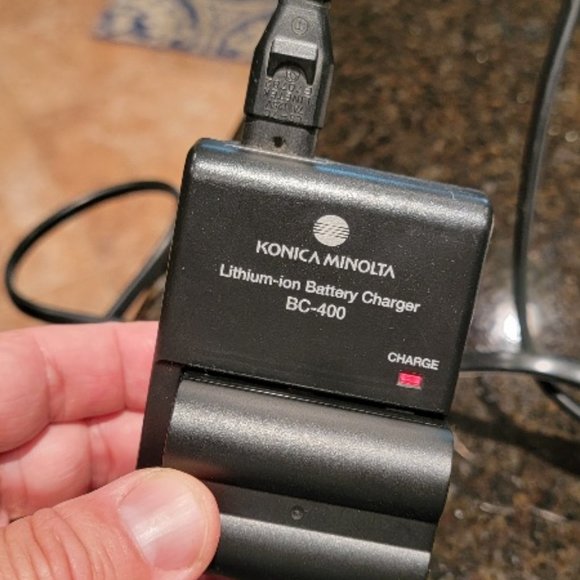 KONICA MINOLTA
Lithium-ion Battery Charger
BC-400
CHARGE